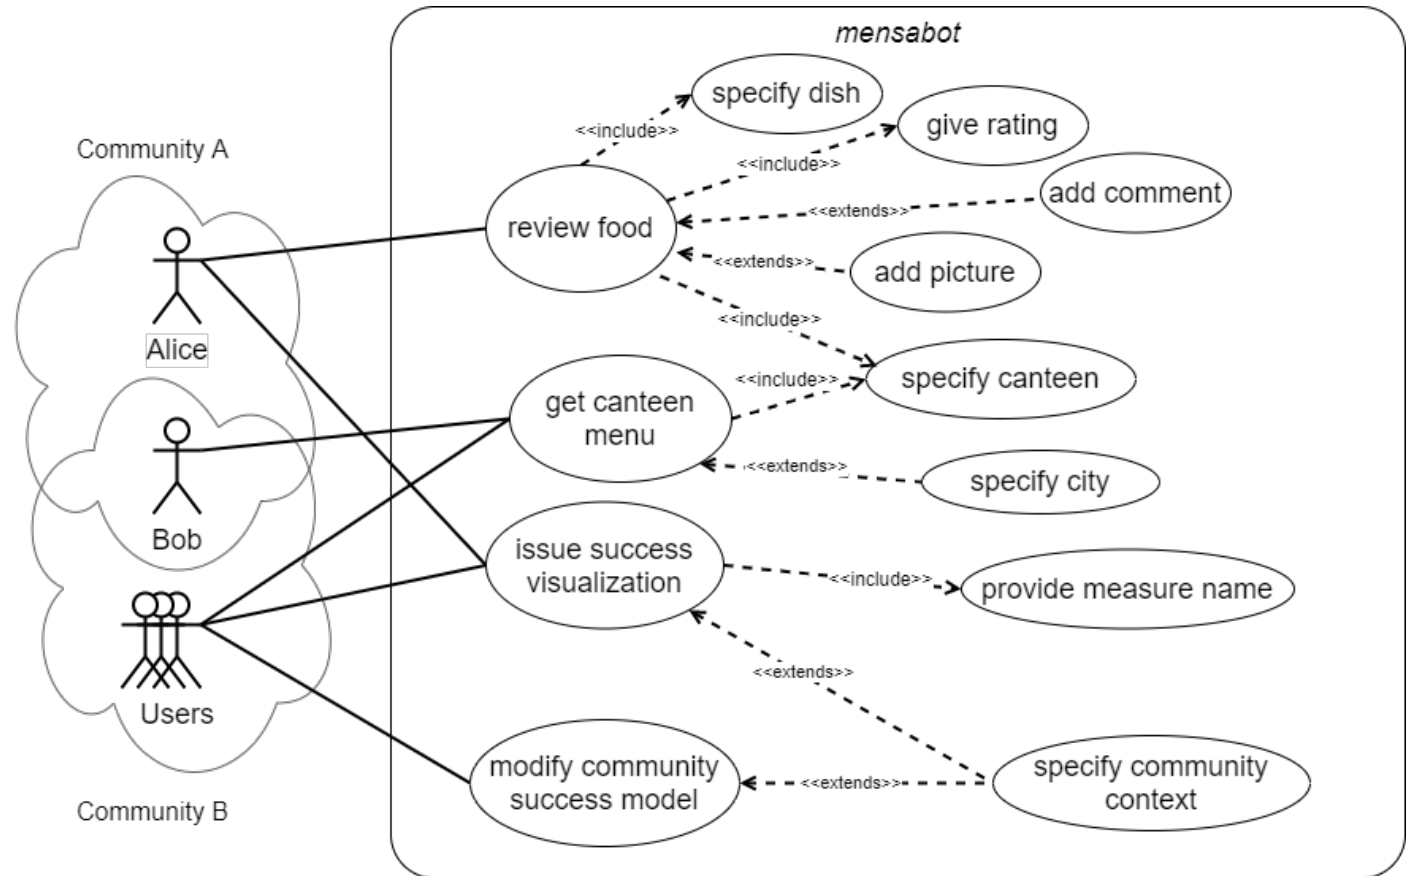 mensabot
specify dish
<<include>>
give rating
Community A
<<include>>
add comment
<<extends>>
review food
<<extends>>
add picture
<<include>>
Alice
<<include>>
specify canteen
get canteen
menu
<<extends>>
specify city
Bob
issue success
visualization
<<include>>
provide measure name
<<extends>>
Users
modify community
success model
<<extends>>
specify community
context
Community B